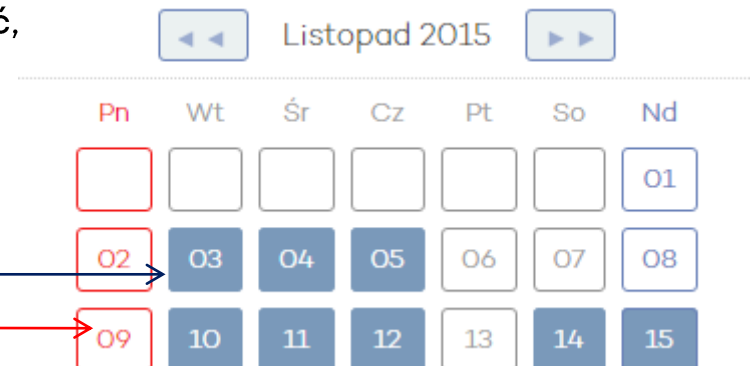 ć,
◄ ◄ Listopad 2015 ► ►
Pn Wt Śr Cz Pt So Nd
01
02 03 04 05 06 07 08
09 10 11 12 13 14 15